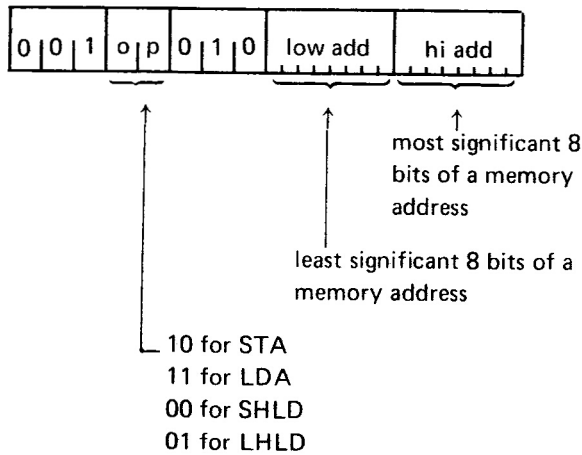 0 0 1 o p 0 1 0 low add hi add
most significant 8
bits of a memory
address
least significant 8 bits of a
memory address
10 for STA
11 for LDA
00 for SHLD
01 for LHLD